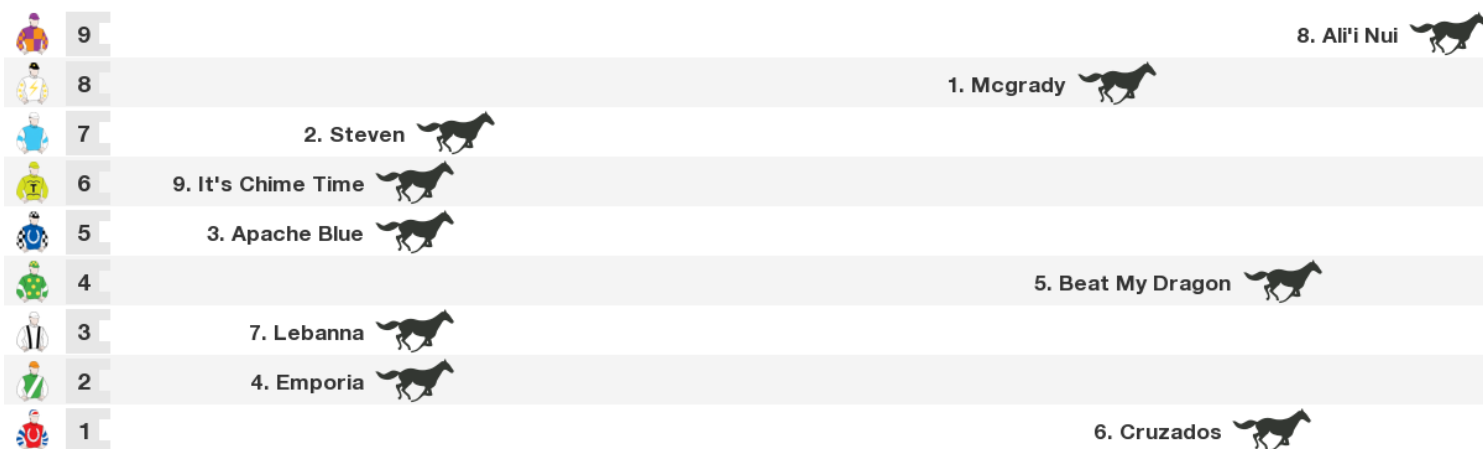 9 8. Ali'i Nui
8 1. Mcgrady
7 2. Steven
6 9. It's Chime Time
T
5 3. Apache Blue
4 5. Beat My Dragon
3 7. Lebanna
2 4. Emporia
1 6. Cruzados